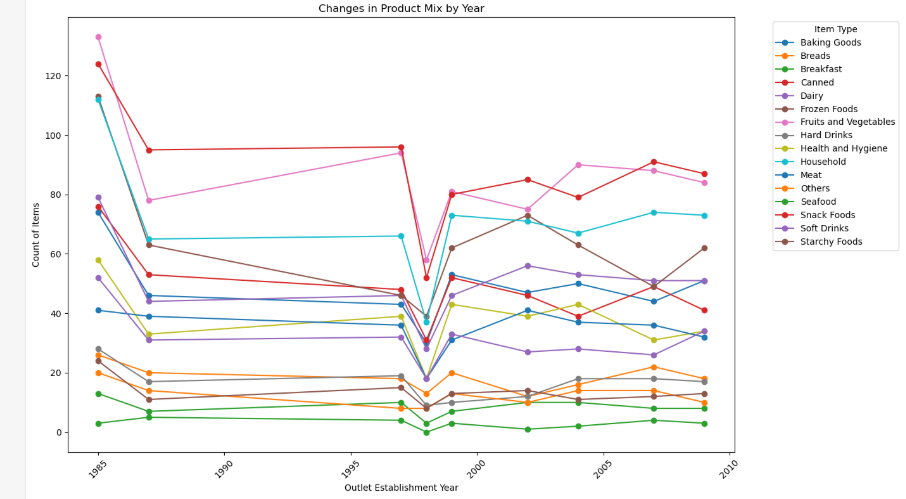 Changes in Product Mix by Year
Item Type
Baking Goods
Breads
Breakfast
Canned
Dairy
Frozen Foods
Fruits and Vegetables
Hard Drinks
Health and Hygiene
Household
Meat
Others
Seafood
Snack Foods
Soft Drinks
Starchy Foods
Count of Items
120
100
80
60
40
20
0
1985
1990
1995
2000
2005
2010
Outlet Establishment Year